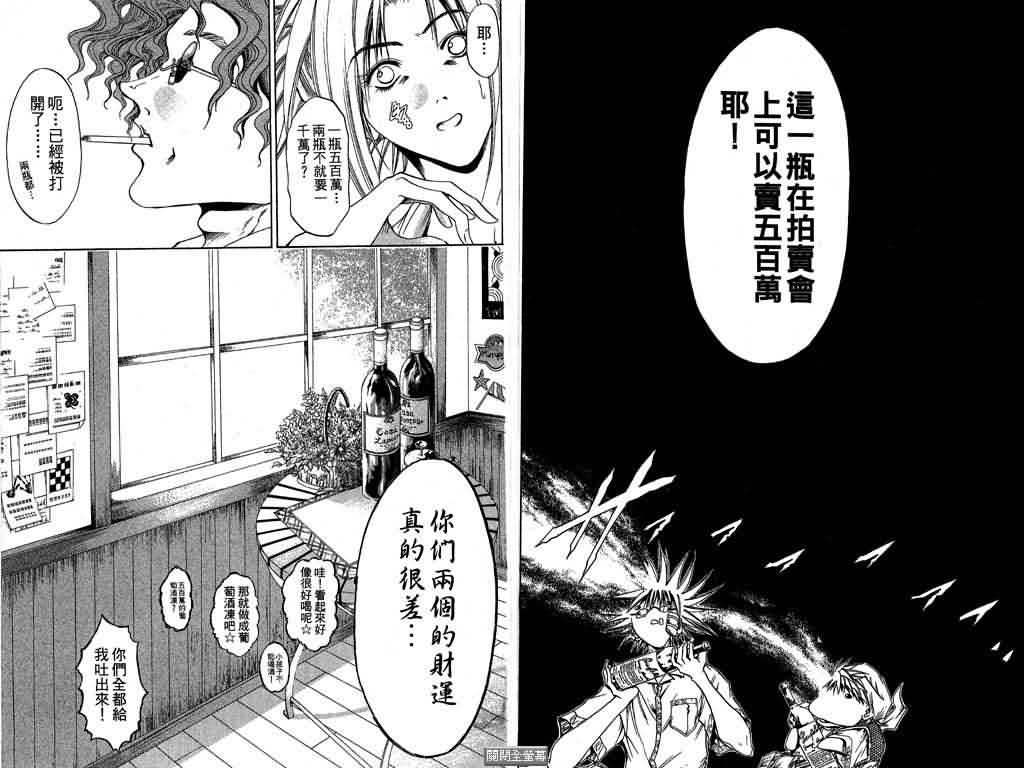 這一瓶在拍賣會
上可以賣五百萬
耶！
耶…
一瓶五百萬…
兩瓶不就要一
千萬了？
呃…已經被打
開了……
兩瓶都…
你們兩個的財運
真的很差…
哇！看起來好
像很好喝呢☆
小孩子不
能喝酒！
那就做成葡
萄酒凍吧☆
五百萬的葡
萄酒凍？
你們全都給
我吐出來！
關閉全螢幕